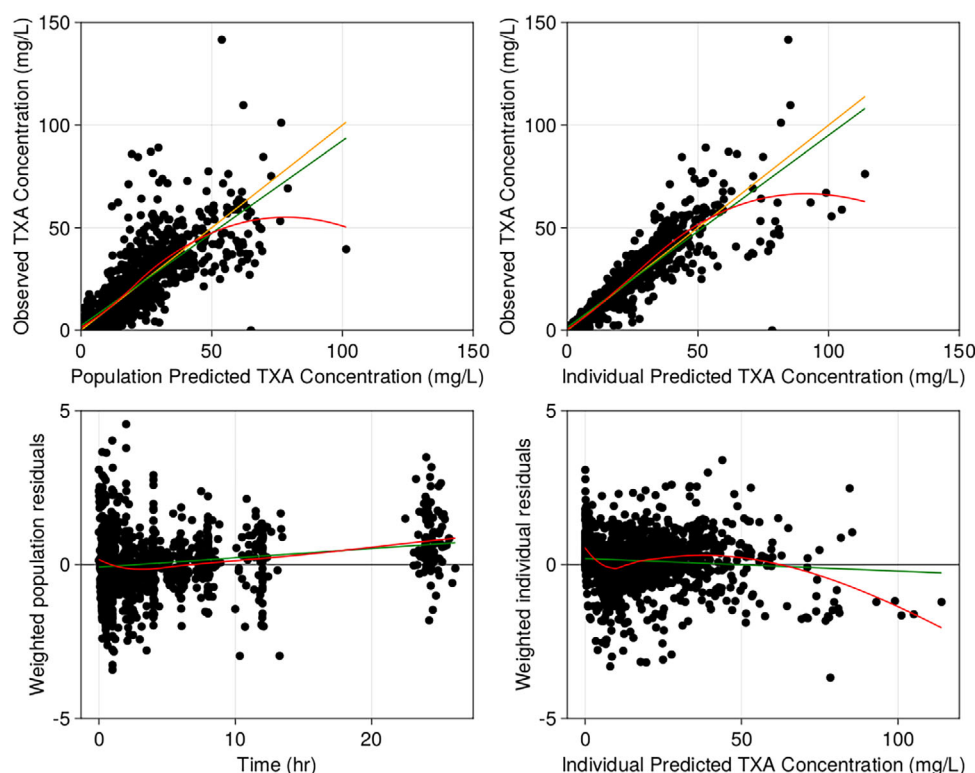 150
100
50
0
Observed TXA Concentration (mg/L)
0 50 100 150
Population Predicted TXA Concentration (mg/L)
150
100
50
0
Observed TXA Concentration (mg/L)
0 50 100 150
Individual Predicted TXA Concentration (mg/L)
5
0
-5
Weighted population residuals
0 10 20
Time (hr)
5
0
-5
Weighted individual residuals
0 50 100
Individual Predicted TXA Concentration (mg/L)